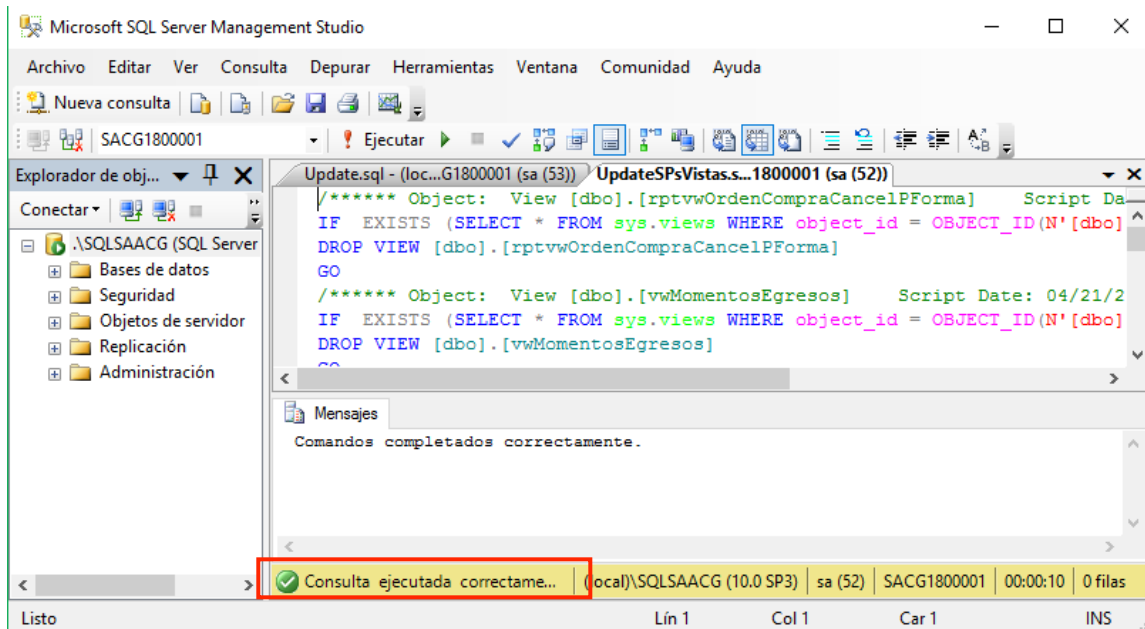 Microsoft SQL Server Management Studio
Archivo Editar Ver Consulta Depurar Herramientas Ventana Comunidad Ayuda
Nueva consulta
SACG1800001 Ejecutar
Explorador de obj...
Update.sql - (loc...G1800001 (sa (53)) UpdateSPsVistas.s...1800001 (sa (52))
Conectar
.\SQLSAACG (SQL Server
Bases de datos
Seguridad
Objetos de servidor
Replicación
Administración
/****** Object: View [dbo].[rptvwOrdenCompraCancelPForma] Script Da
IF EXISTS (SELECT * FROM sys.views WHERE object_id = OBJECT_ID(N'[dbo]
DROP VIEW [dbo].[rptvwOrdenCompraCancelPForma]
GO
/****** Object: View [dbo].[vwMomentosEgresos] Script Date: 04/21/2
IF EXISTS (SELECT * FROM sys.views WHERE object_id = OBJECT_ID(N'[dbo]
DROP VIEW [dbo].[vwMomentosEgresos]
GO
Mensajes
Comandos completados correctamente.
Consulta ejecutada correctame... (local)\SQLSAACG (10.0 SP3) sa (52) SACG1800001 00:00:10 0 filas
Listo Lín 1 Col 1 Car 1 INS